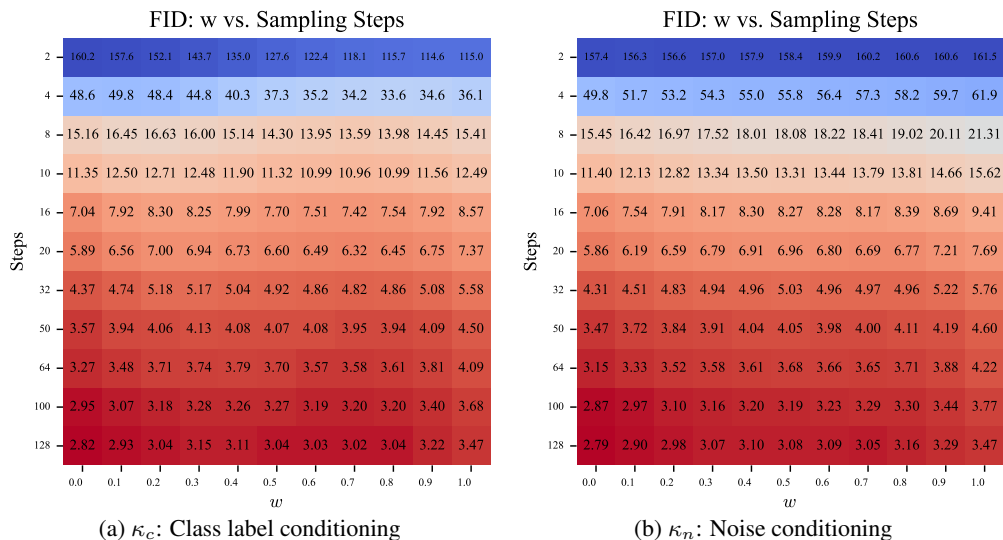 FID: w vs. Sampling Steps
2 160.2 157.6 152.1 143.7 135.0 127.6 122.4 118.1 115.7 114.6 115.0
4 48.6 49.8 48.4 44.8 40.3 37.3 35.2 34.2 33.6 34.6 36.1
8 15.16 16.45 16.63 16.00 15.14 14.30 13.95 13.59 13.98 14.45 15.41
10 11.35 12.50 12.71 12.48 11.90 11.32 10.99 10.96 10.99 11.56 12.49
16 7.04 7.92 8.30 8.25 7.99 7.70 7.51 7.42 7.54 7.92 8.57
20 5.89 6.56 7.00 6.94 6.73 6.60 6.49 6.32 6.45 6.75 7.37
32 4.37 4.74 5.18 5.17 5.04 4.92 4.86 4.82 4.86 5.08 5.58
50 3.57 3.94 4.06 4.13 4.08 4.07 4.08 3.95 3.94 4.09 4.50
64 3.27 3.48 3.71 3.74 3.79 3.70 3.57 3.58 3.61 3.81 4.09
100 2.95 3.07 3.18 3.28 3.26 3.27 3.19 3.20 3.20 3.40 3.68
128 2.82 2.93 3.04 3.15 3.11 3.04 3.03 3.02 3.04 3.22 3.47
0.0 0.1 0.2 0.3 0.4 0.5 0.6 0.7 0.8 0.9 1.0
Steps
w
(a) κc: Class label conditioning
FID: w vs. Sampling Steps
2 157.4 156.3 156.6 157.0 157.9 158.4 159.9 160.2 160.6 160.6 161.5
4 49.8 51.7 53.2 54.3 55.0 55.8 56.4 57.3 58.2 59.7 61.9
8 15.45 16.42 16.97 17.52 18.01 18.08 18.22 18.41 19.02 20.11 21.31
10 11.40 12.13 12.82 13.34 13.50 13.31 13.44 13.79 13.81 14.66 15.62
16 7.06 7.54 7.91 8.17 8.30 8.27 8.28 8.17 8.39 8.69 9.41
20 5.86 6.19 6.59 6.79 6.91 6.96 6.80 6.69 6.77 7.21 7.69
32 4.31 4.51 4.83 4.94 4.96 5.03 4.96 4.97 4.96 5.22 5.76
50 3.47 3.72 3.84 3.91 4.04 4.05 3.98 4.00 4.11 4.19 4.60
64 3.15 3.33 3.52 3.58 3.61 3.68 3.66 3.65 3.71 3.88 4.22
100 2.87 2.97 3.10 3.16 3.20 3.19 3.23 3.29 3.30 3.44 3.77
128 2.79 2.90 2.98 3.07 3.10 3.08 3.09 3.05 3.16 3.29 3.47
0.0 0.1 0.2 0.3 0.4 0.5 0.6 0.7 0.8 0.9 1.0
Steps
w
(b) κn: Noise conditioning